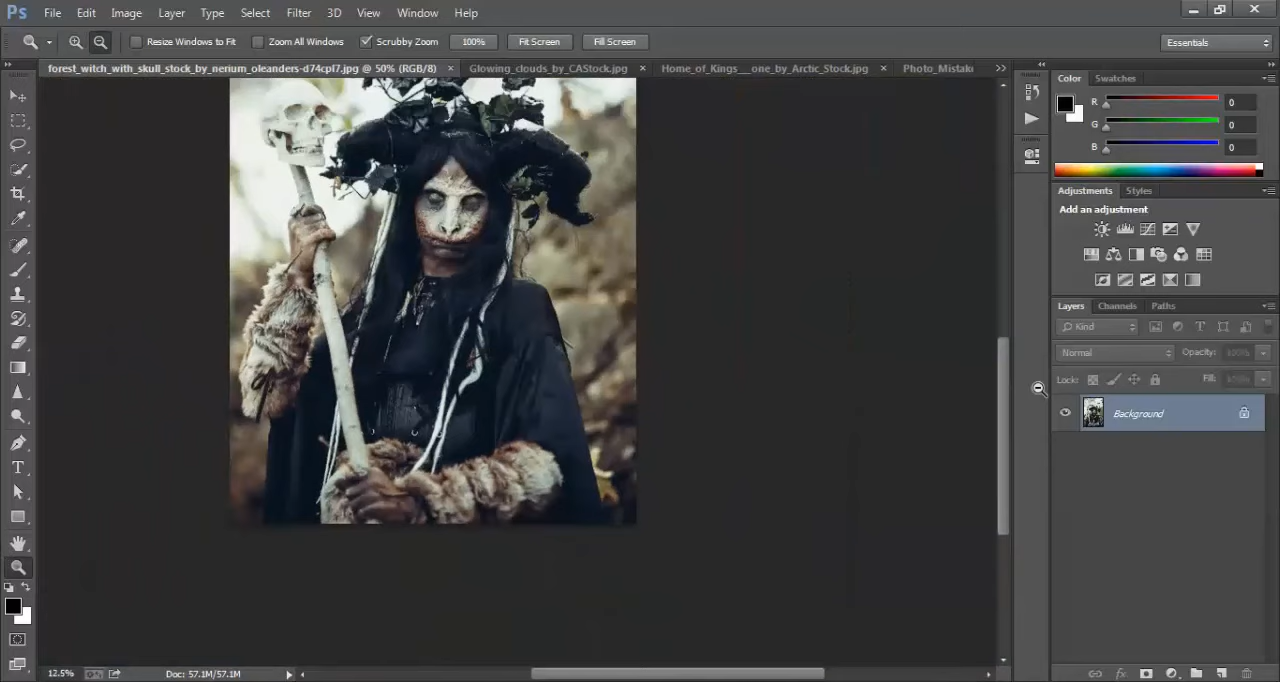 Ps File Edit Image Layer Type Select Filter 3D View Window Help
Resize Windows to Fit Zoom All Windows Scrubby Zoom 100% Fit Screen Fill Screen Essentials
forest_witch_with_skull_stock_by_nerium_oleanders-d74cpl7.jpg @ 50% (RGB/8) × Glowing_clouds_by_CAStock.jpg × Home_of_Kings__one_by_Arctic_Stock.jpg × Photo_Mistak
Color Swatches
R 0
G 0
B 0
Adjustments Styles
Add an adjustment
Layers Channels Paths
Kind
Normal Opacity: 100%
Lock: Fill:
Background
T
12.5% Doc: 57.1M/57.1M